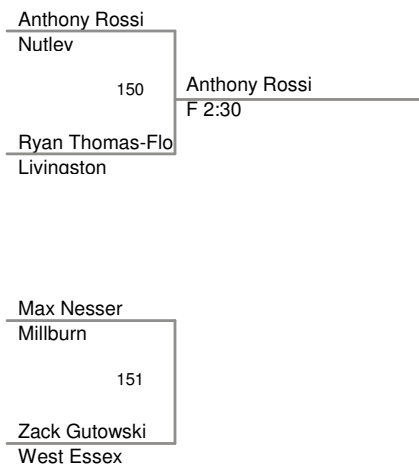 Anthony Rossi
Nutley
150
Anthony Rossi
F 2:30
Ryan Thomas-Flo
Livingston
Max Nesser
Millburn
151
Zack Gutowski
West Essex